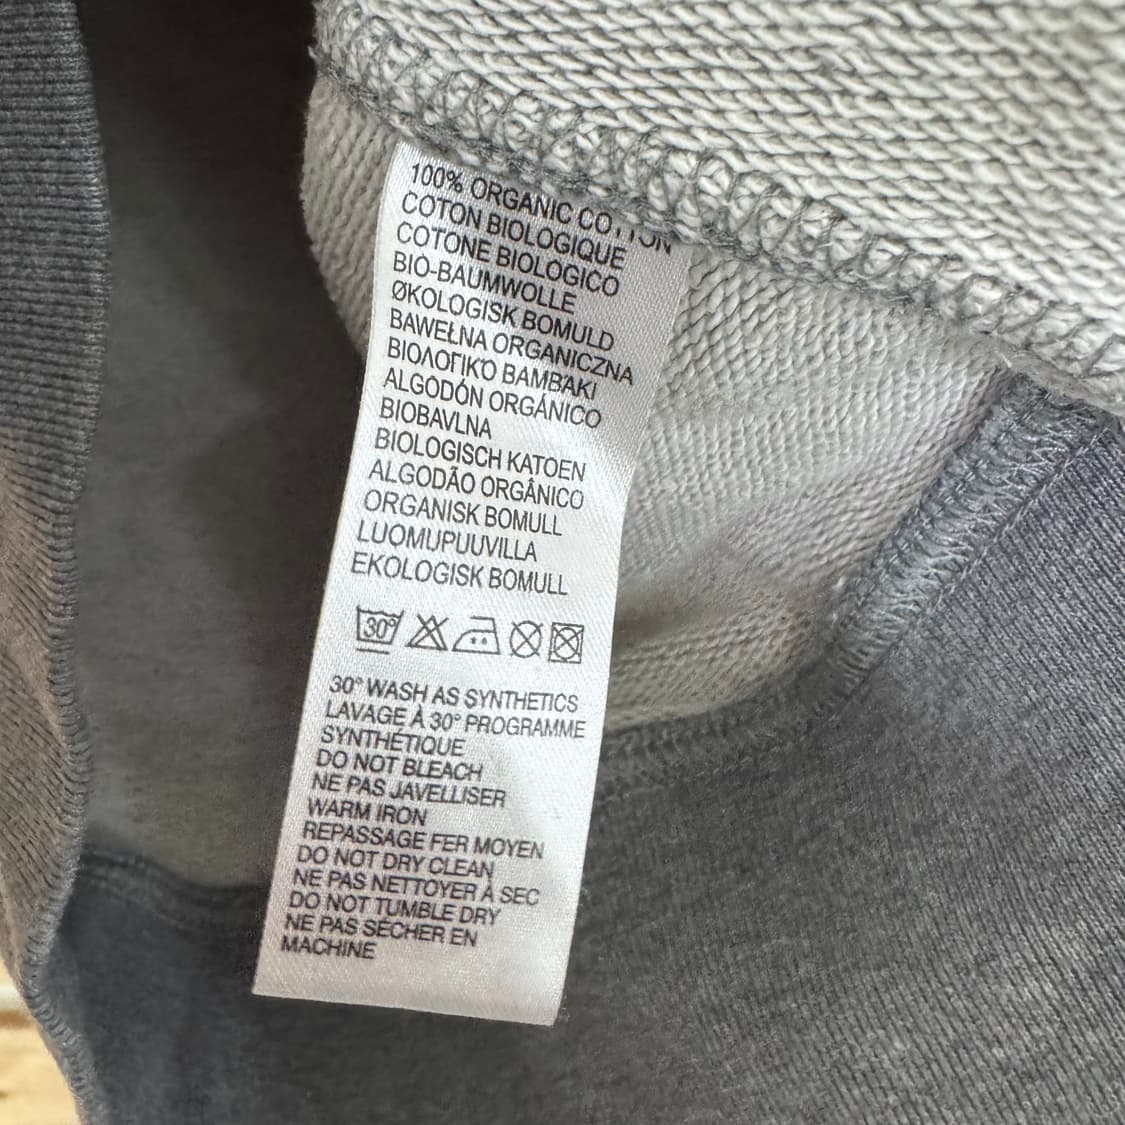 100% ORGANIC COTTON
COTON BIOLOGIQUE
COTONE BIOLOGICO
BIO-BAUMWOLLE
ØKOLOGISK BOMULD
BAWEŁNA ORGANICZNA
ΒΙΟΛΟΓΙΚΌ ΒΑΜΒΆΚΙ
ALGODÓN ORGÁNICO
BIOBAVLNA
BIOLOGISCH KATOEN
ALGODÃO ORGÂNICO
ORGANISK BOMULL
LUOMUPUUVILLA
EKOLOGISK BOMULL
30°
30° WASH AS SYNTHETICS
LAVAGE À 30° PROGRAMME
SYNTHÉTIQUE
DO NOT BLEACH
NE PAS JAVELLISER
WARM IRON
REPASSAGE FER MOYEN
DO NOT DRY CLEAN
NE PAS NETTOYER À SEC
DO NOT TUMBLE DRY
NE PAS SÉCHER EN
MACHINE